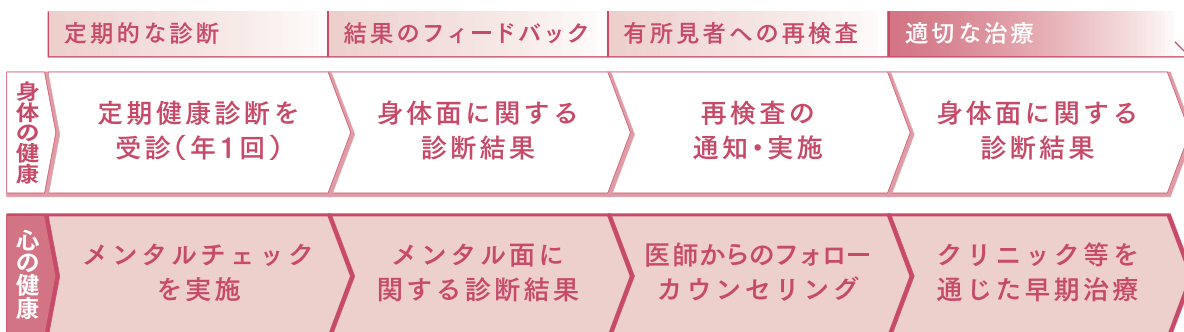 定期的な診断
結果のフィードバック
有所見者への再検査
適切な治療
身体の健康
定期健康診断を
受診(年1回)
身体面に関する
診断結果
再検査の
通知・実施
身体面に関する
診断結果
心の健康
メンタルチェック
を実施
メンタル面に
関する診断結果
医師からのフォロー
カウンセリング
クリニック等を
通じた早期治療